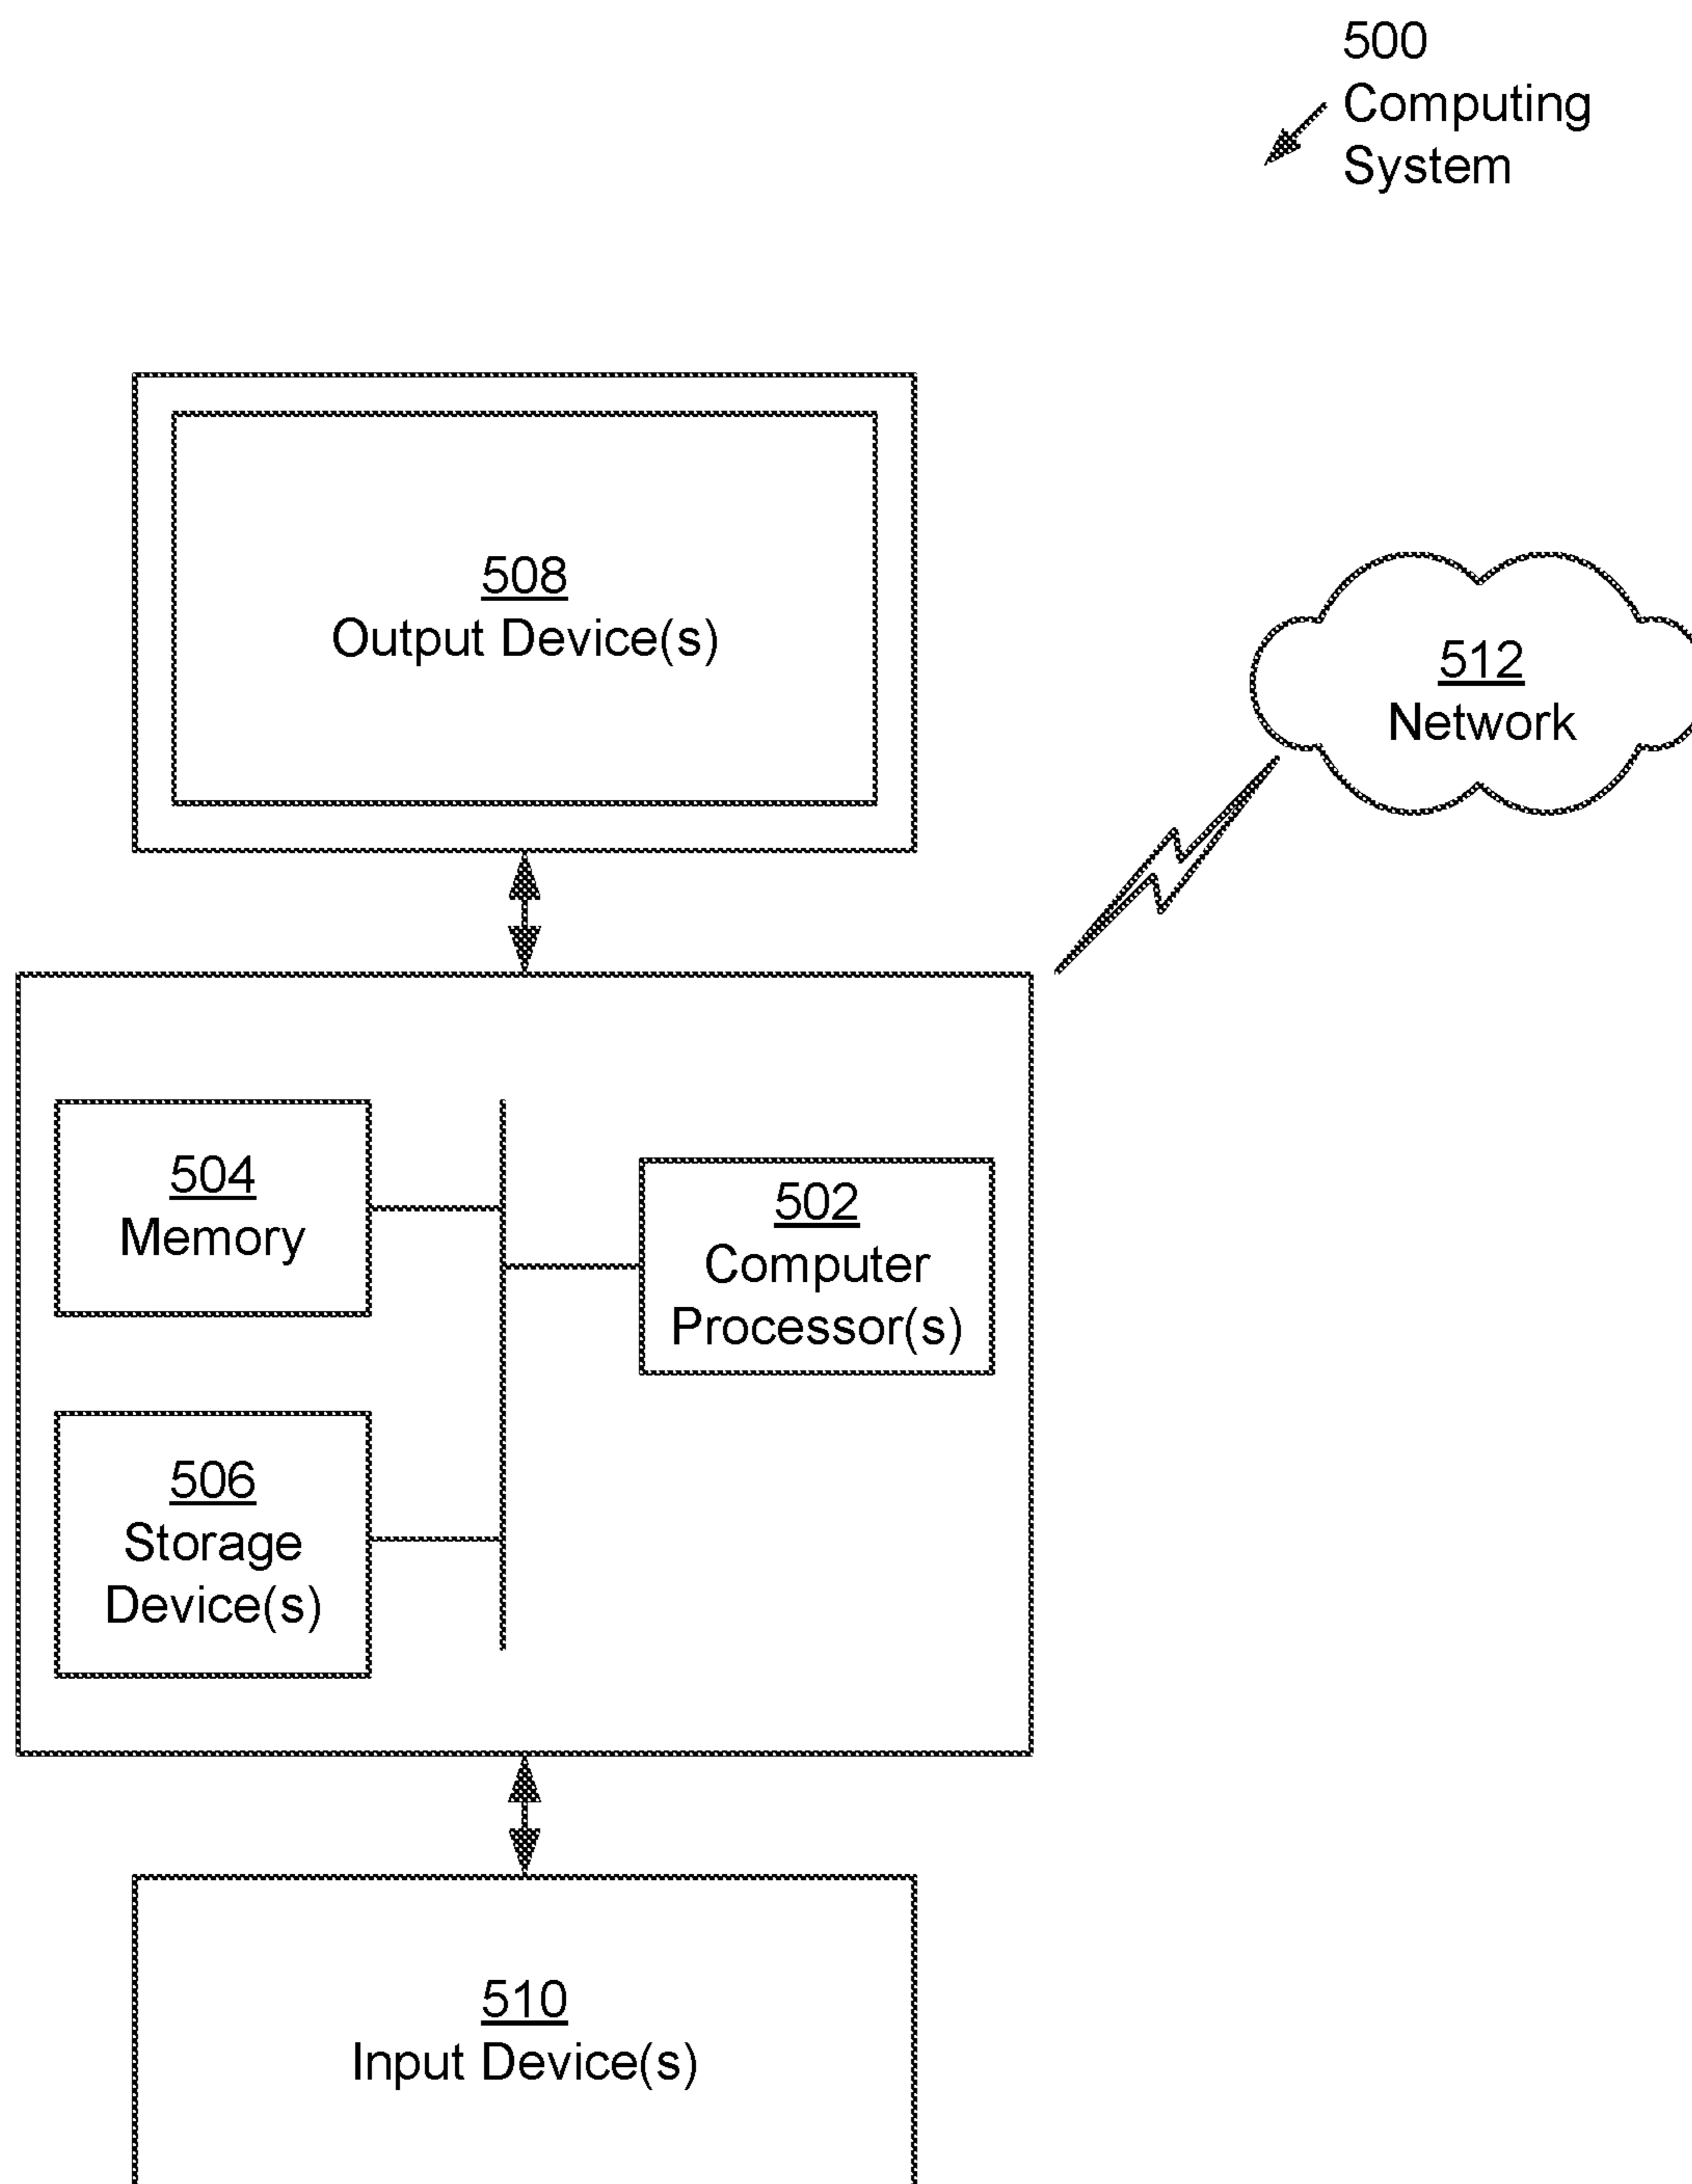 500
Computing
System
508
Output Device(s)
512
Network
504
Memory
502
Computer
Processor(s)
506
Storage
Device(s)
510
Input Device(s)